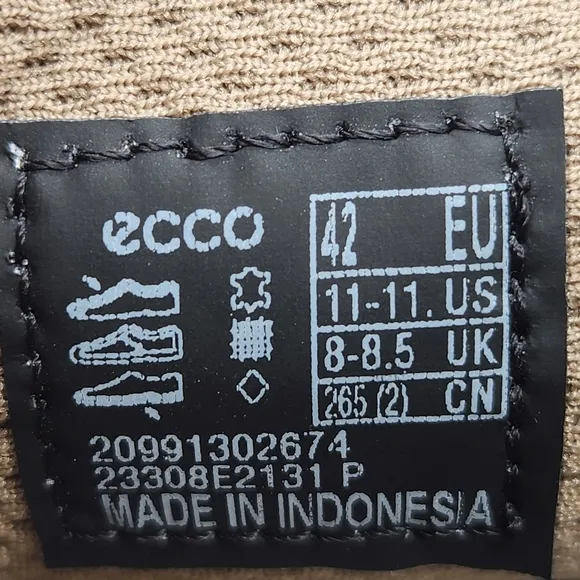 ecco
42 EU
11-11. US
8-8.5 UK
265 (2) CN
20991302674
23308E2131 P
MADE IN INDONESIA